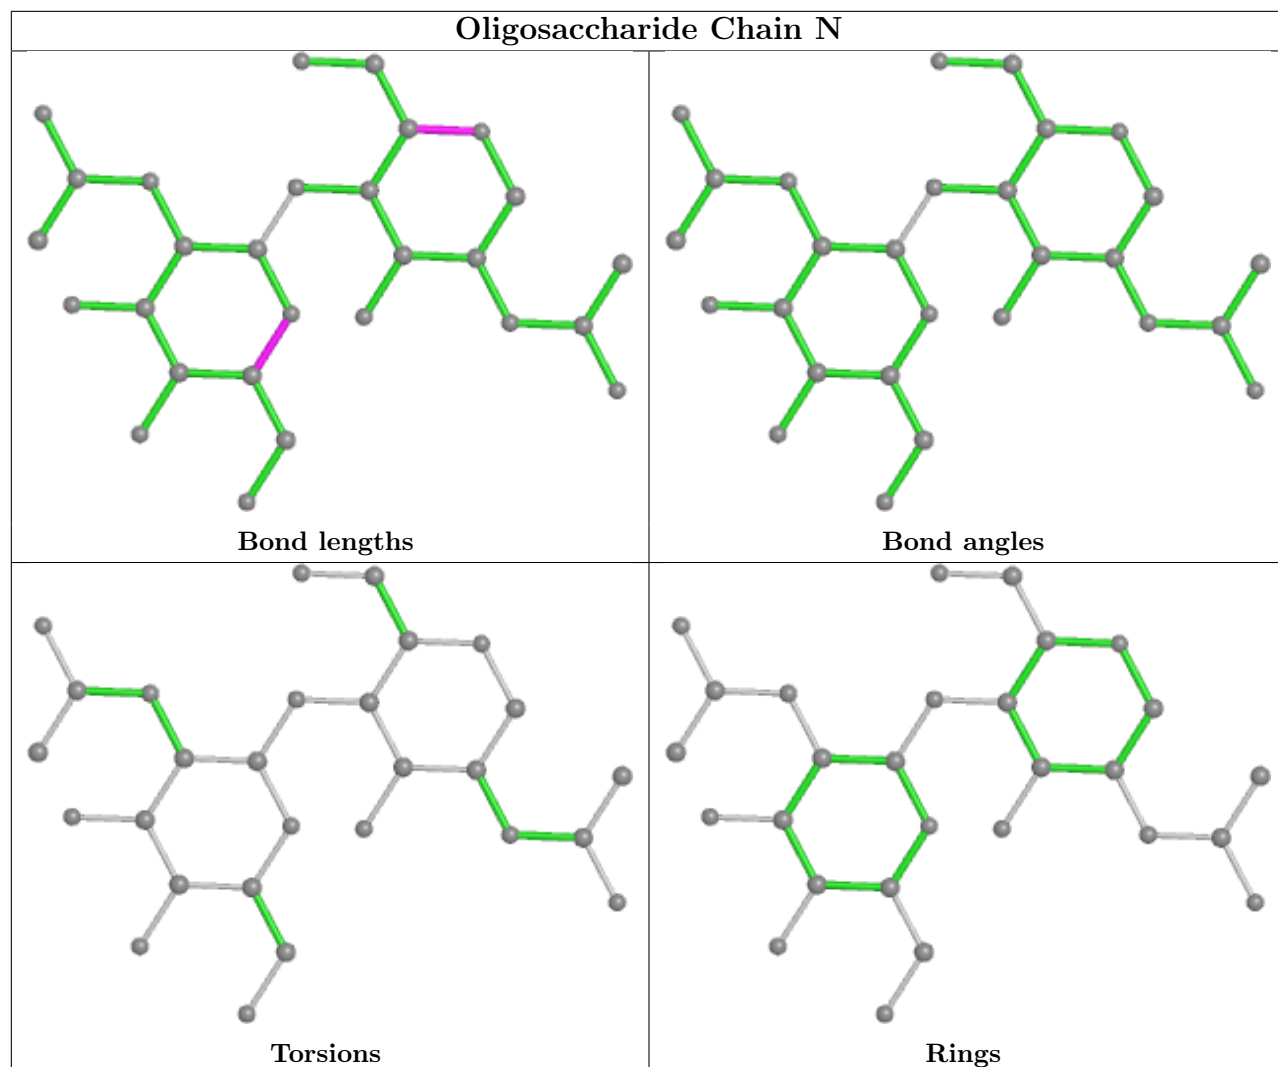 Oligosaccharide Chain N
Bond lengths
Bond angles
Torsions
Rings